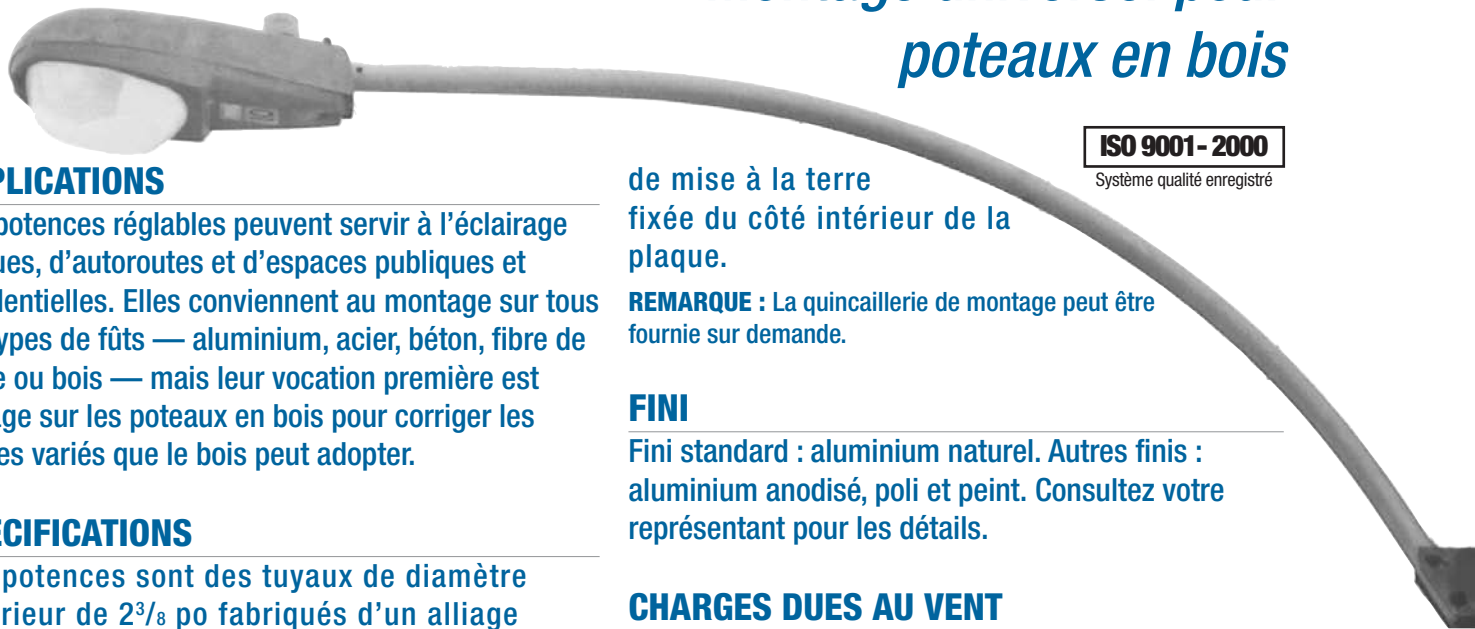 poteaux en bois
ISO 9001-2000
Système qualité enregistré
PLICATIONS
potences réglables peuvent servir à l'éclairage
ues, d'autoroutes et d'espaces publiques et
dentielles. Elles conviennent au montage sur tous
ypes de fûts — aluminium, acier, béton, fibre de
e ou bois — mais leur vocation première est
age sur les poteaux en bois pour corriger les
es variés que le bois peut adopter.
ÉCIFICATIONS
potences sont des tuyaux de diamètre
rieur de 2 3/8 po fabriqués d'un alliage
de mise à la terre
fixée du côté intérieur de la
plaque.
REMARQUE : La quincaillerie de montage peut être
fournie sur demande.
FINI
Fini standard : aluminium naturel. Autres finis :
aluminium anodisé, poli et peint. Consultez votre
représentant pour les détails.
CHARGES DUES AU VENT